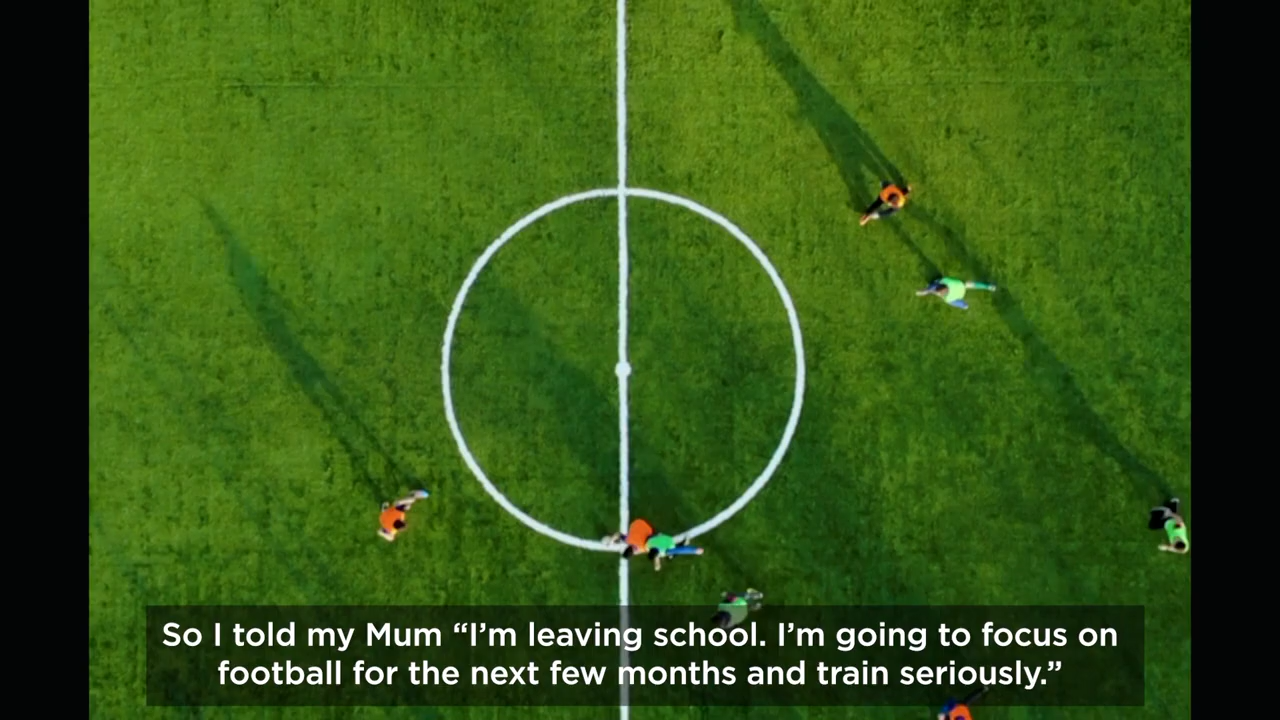 So I told my Mum “I’m leaving school. I’m going to focus on
football for the next few months and train seriously.”